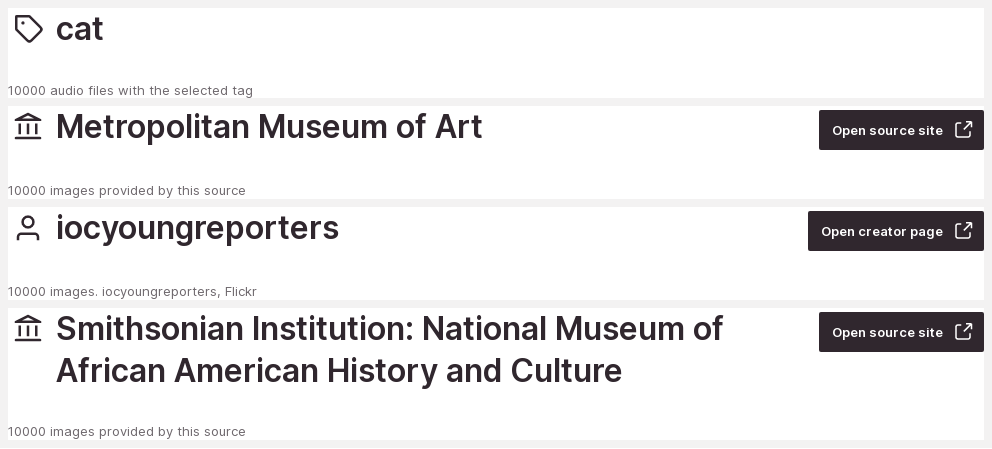 cat
10000 audio files with the selected tag
Metropolitan Museum of Art
Open source site
10000 images provided by this source
iocyoungreporters
Open creator page
10000 images. iocyoungreporters, Flickr
Smithsonian Institution: National Museum of
African American History and Culture
Open source site
10000 images provided by this source